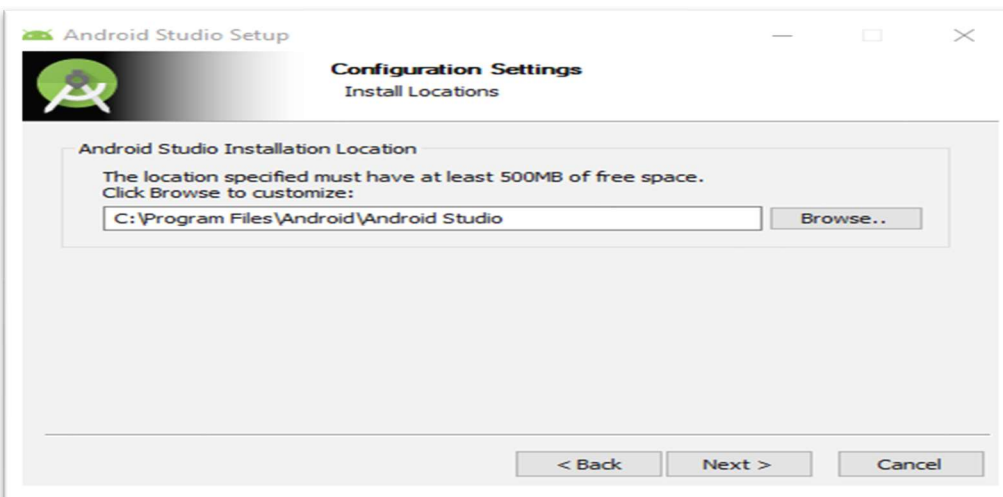 Android Studio Setup
Configuration Settings
Install Locations
Android Studio Installation Location
The location specified must have at least 500MB of free space.
Click Browse to customize:
C:\Program Files\Android\Android Studio
Browse..
< Back
Next >
Cancel